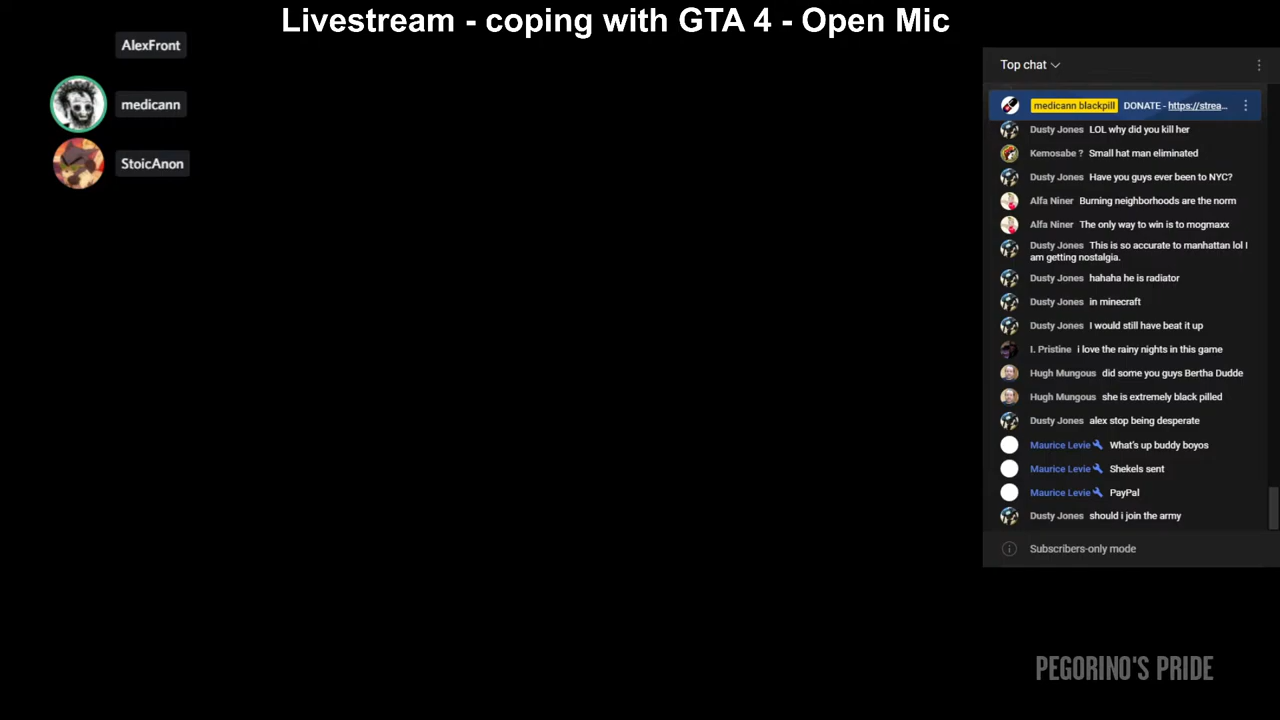 Livestream - coping with GTA 4 - Open Mic
AlexFront
medicann
StoicAnon
Top chat
medicann blackpill DONATE - https://strea...
Dusty Jones LOL why did you kill her
Kemosabe ? Small hat man eliminated
Dusty Jones Have you guys ever been to NYC?
Alfa Niner Burning neighborhoods are the norm
Alfa Niner The only way to win is to mogmaxx
Dusty Jones This is so accurate to manhattan lol I
am getting nostalgia.
Dusty Jones hahaha he is radiator
Dusty Jones in minecraft
Dusty Jones I would still have beat it up
I. Pristine i love the rainy nights in this game
Hugh Mungous did some you guys Bertha Dudde
Hugh Mungous she is extremely black pilled
Dusty Jones alex stop being desperate
Maurice Levie What's up buddy boyos
Maurice Levie Shekels sent
Maurice Levie PayPal
Dusty Jones should i join the army
Subscribers-only mode
PEGORINO'S PRIDE